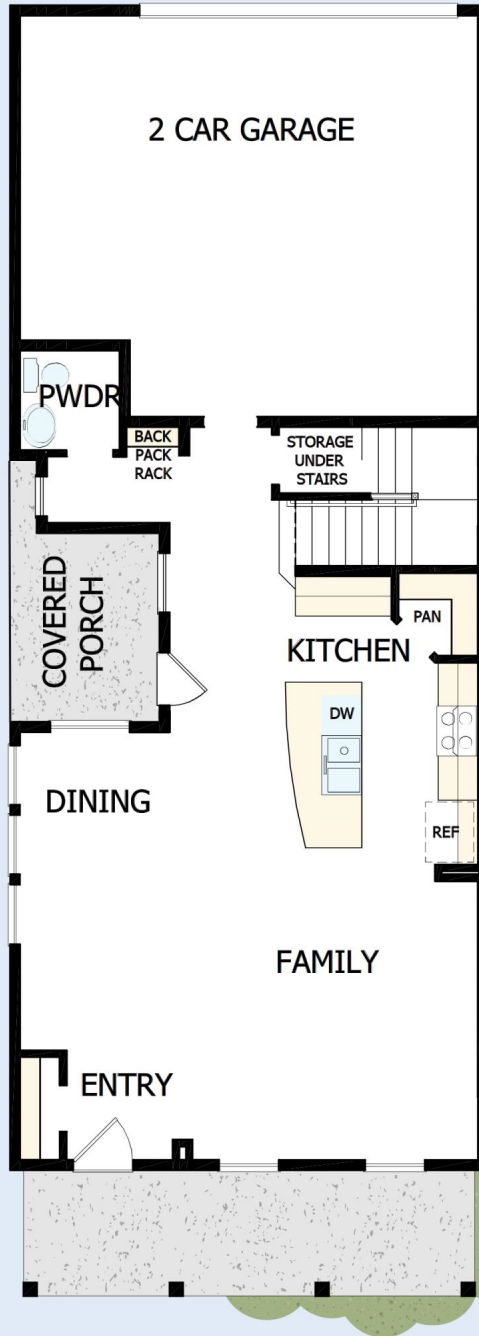 2 CAR GARAGE
PWDR
BACK
PACK
RACK
STORAGE
UNDER
STAIRS
COVERED
PORCH
PAN
KITCHEN
DW
DINING
REF
FAMILY
ENTRY